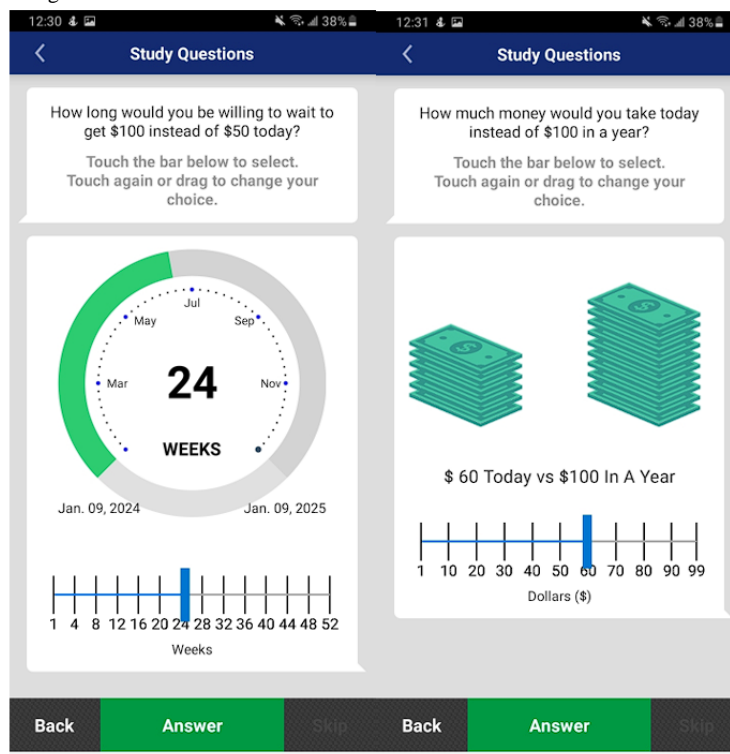 12:30 38%
Study Questions
How long would you be willing to wait to
get $100 instead of $50 today?
Touch the bar below to select.
Touch again or drag to change your
choice.
Jul
May Sep
Mar Nov
24
WEEKS
Jan. 09, 2024 Jan. 09, 2025
1 4 8 12 16 20 24 28 32 36 40 44 48 52
Weeks
Back Answer Skip
12:31 38%
Study Questions
How much money would you take today
instead of $100 in a year?
Touch the bar below to select.
Touch again or drag to change your
choice.
$ 60 Today vs $100 In A Year
1 10 20 30 40 50 60 70 80 90 99
Dollars ($)
Back Answer Skip